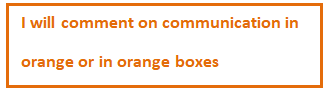 I will comment on communication in
orange or in orange boxes